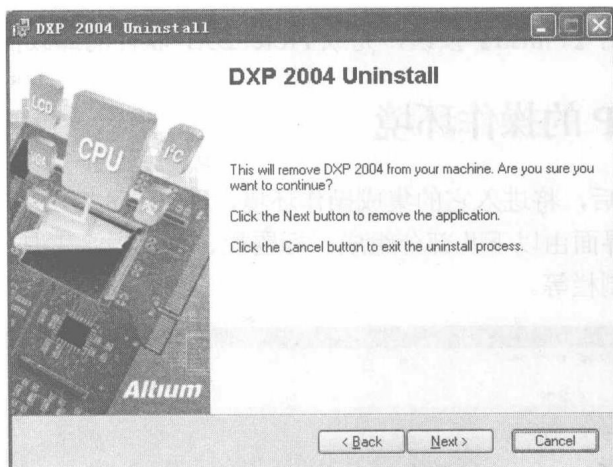 DXP 2004 Uninstall
DXP 2004 Uninstall
LCD
CPU
I²C
This will remove DXP 2004 from your machine. Are you sure you
want to continue?
Click the Next button to remove the application.
Click the Cancel button to exit the uninstall process.
Altium
< Back
Next >
Cancel